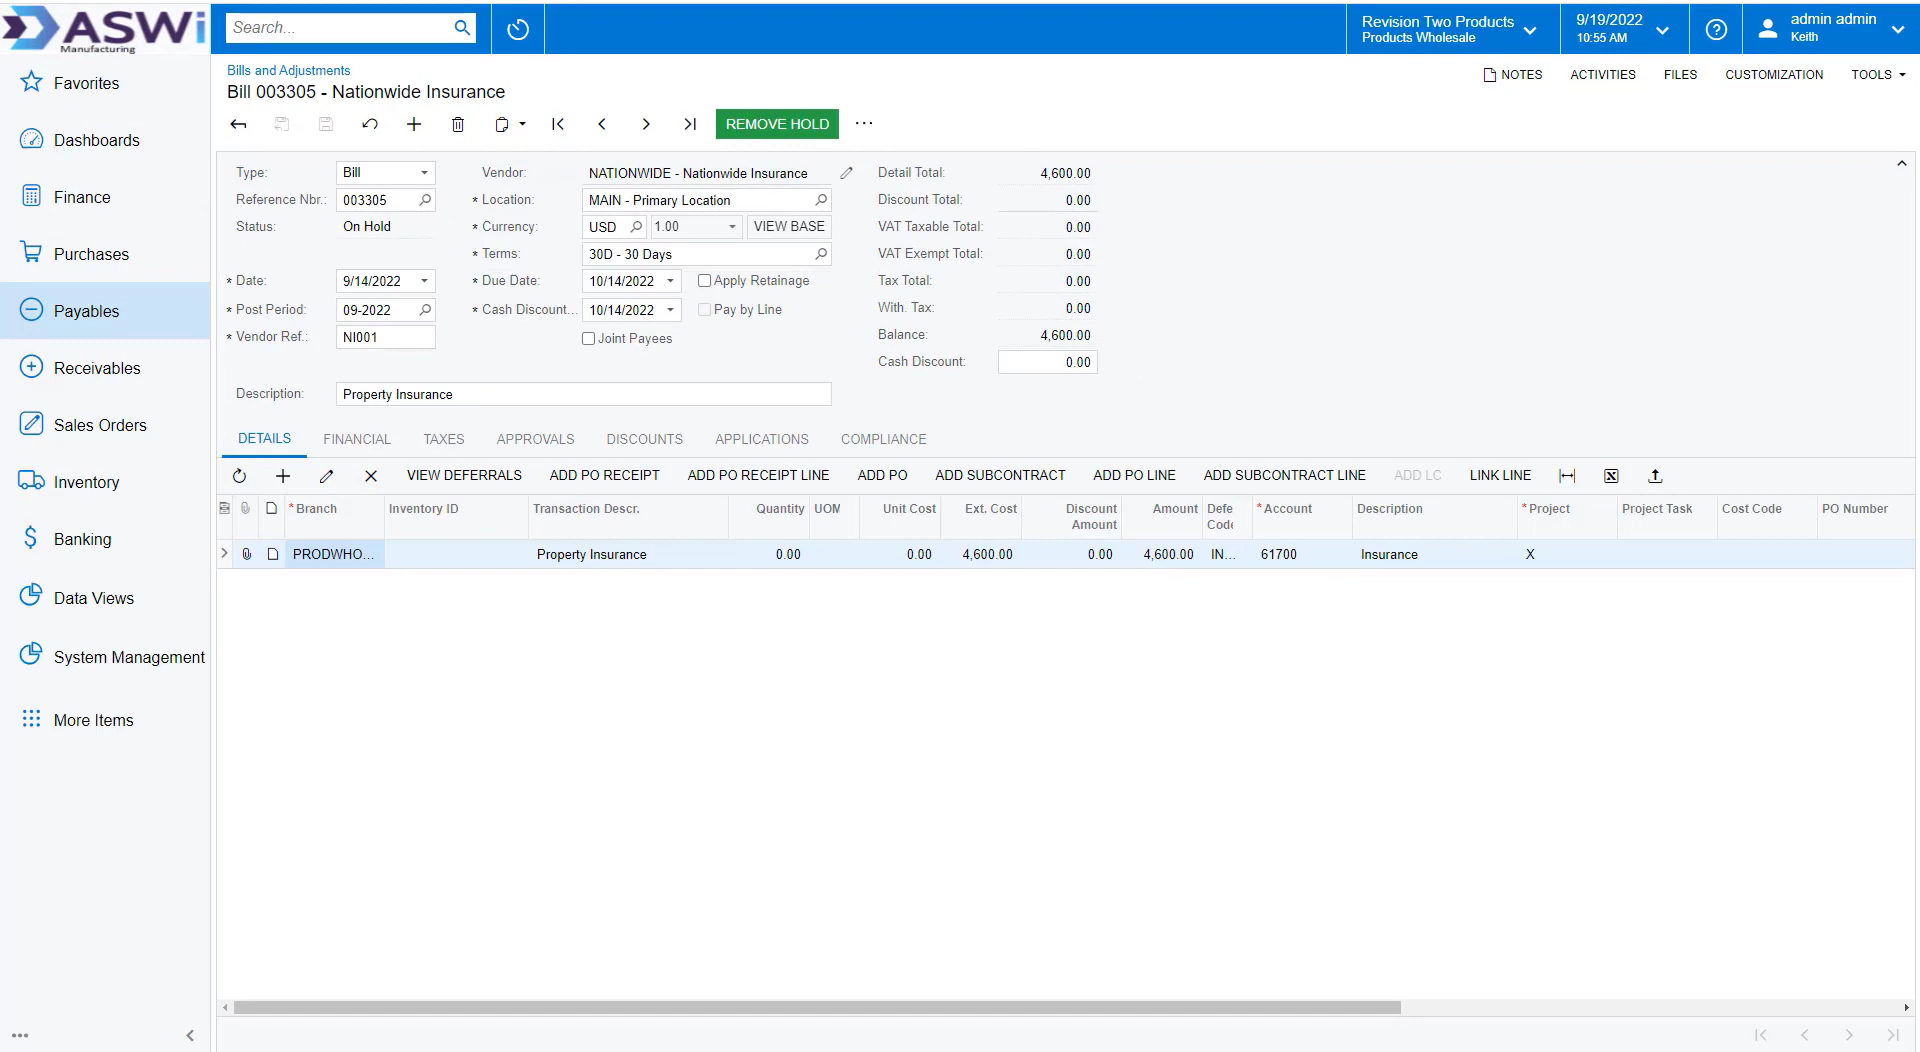 ASWi
Manufacturing
Search...
Revision Two Products
Products Wholesale
9/19/2022
10:55 AM
admin admin
Keith
Favorites
Dashboards
Finance
Purchases
Payables
Receivables
Sales Orders
Inventory
Banking
Data Views
System Management
More Items
Bills and Adjustments
Bill 003305 - Nationwide Insurance
NOTES ACTIVITIES FILES CUSTOMIZATION TOOLS
REMOVE HOLD
Type: Bill
Reference Nbr.: 003305
Status: On Hold
* Date: 9/14/2022
* Post Period: 09-2022
* Vendor Ref.: NI001
Description: Property Insurance
Vendor: NATIONWIDE - Nationwide Insurance
* Location: MAIN - Primary Location
* Currency: USD 1.00 VIEW BASE
* Terms: 30D - 30 Days
* Due Date: 10/14/2022 Apply Retainage
* Cash Discount... 10/14/2022 Pay by Line
Joint Payees
Detail Total: 4,600.00
Discount Total: 0.00
VAT Taxable Total: 0.00
VAT Exempt Total: 0.00
Tax Total: 0.00
With. Tax: 0.00
Balance: 4,600.00
Cash Discount: 0.00
DETAILS FINANCIAL TAXES APPROVALS DISCOUNTS APPLICATIONS COMPLIANCE
VIEW DEFERRALS ADD PO RECEIPT ADD PO RECEIPT LINE ADD PO ADD SUBCONTRACT ADD PO LINE ADD SUBCONTRACT LINE ADD LC LINK LINE
* Branch Inventory ID Transaction Descr. Quantity UOM Unit Cost Ext. Cost Discount Amount Amount Defe Code * Account Description * Project Project Task Cost Code PO Number
PRODWHO... Property Insurance 0.00 0.00 4,600.00 0.00 4,600.00 IN... 61700 Insurance X